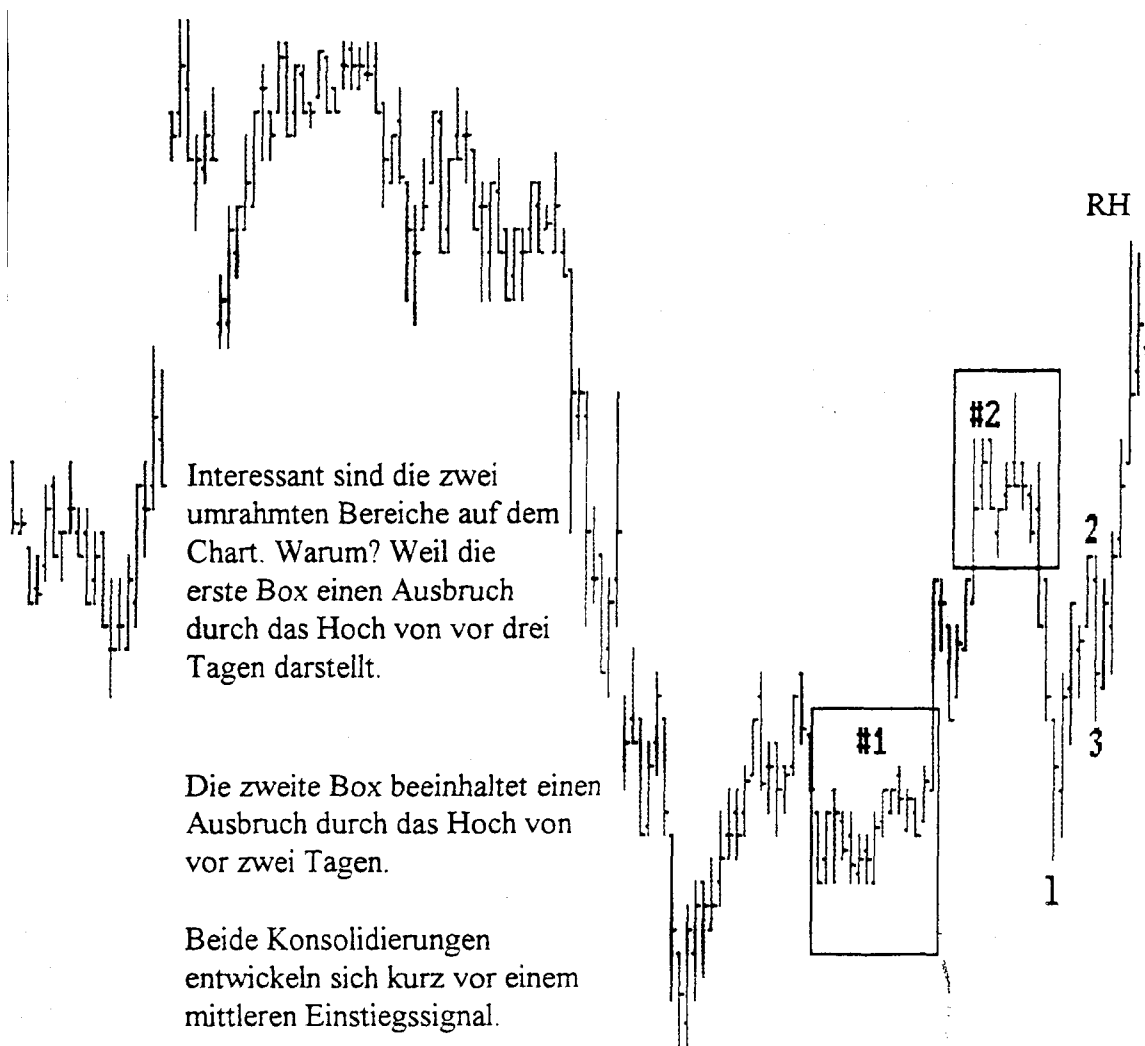 RH
#2
Interessant sind die zwei
umrahmten Bereiche auf dem
Chart. Warum? Weil die
erste Box einen Ausbruch
durch das Hoch von vor drei
Tagen darstellt.
2
#1
3
Die zweite Box beeinhaltet einen
Ausbruch durch das Hoch von
vor zwei Tagen.
1
Beide Konsolidierungen
entwickeln sich kurz vor einem
mittleren Einstiegssignal.